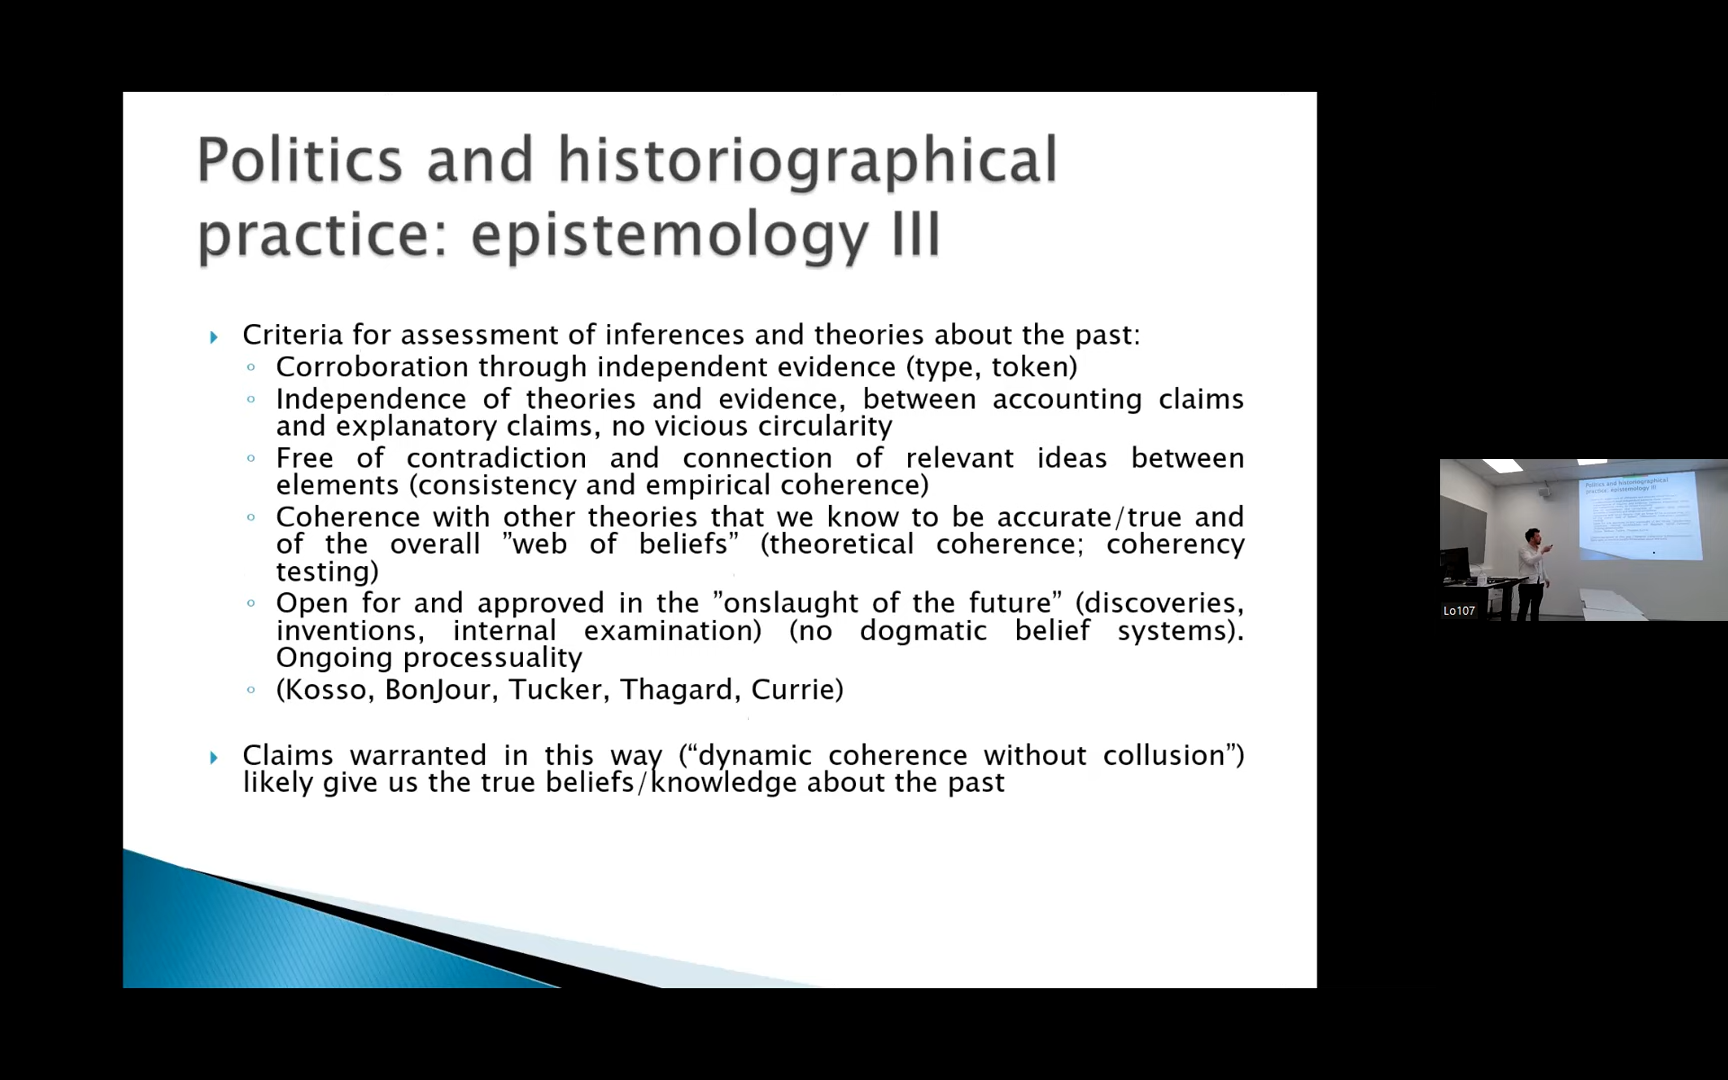 Politics and historiographical
practice: epistemology III
Criteria for assessment of inferences and theories about the past:
Corroboration through independent evidence (type, token)
Independence of theories and evidence, between accounting claims
and explanatory claims, no vicious circularity
Free of contradiction and connection of relevant ideas between
elements (consistency and empirical coherence)
Coherence with other theories that we know to be accurate/true and
of the overall ”web of beliefs” (theoretical coherence; coherency
testing)
Open for and approved in the ”onslaught of the future” (discoveries,
inventions, internal examination) (no dogmatic belief systems).
Ongoing processuality
(Kosso, BonJour, Tucker, Thagard, Currie)
Claims warranted in this way (“dynamic coherence without collusion”)
likely give us the true beliefs/knowledge about the past
Politics and historiographical
practice: epistemology III
Lo107